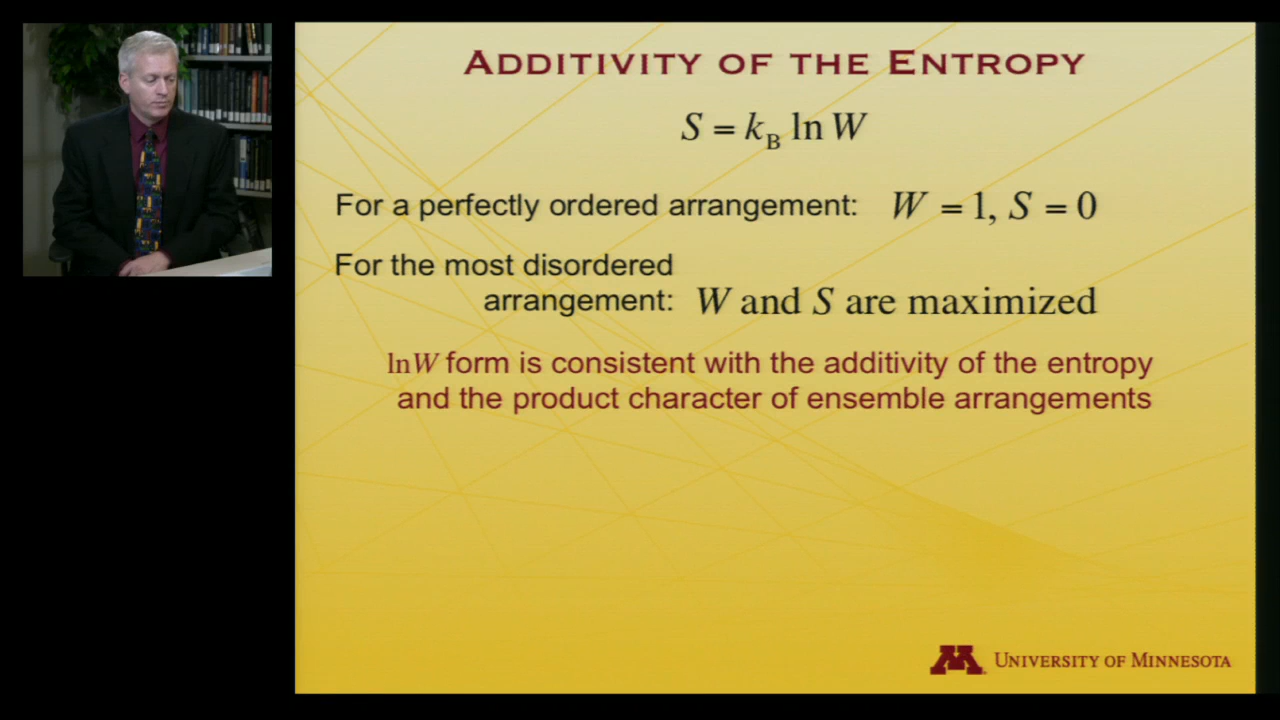 ADDITIVITY OF THE ENTROPY
S = k_B ln W
For a perfectly ordered arrangement: W = 1, S = 0
For the most disordered
arrangement: W and S are maximized
lnW form is consistent with the additivity of the entropy
and the product character of ensemble arrangements
M UNIVERSITY OF MINNESOTA